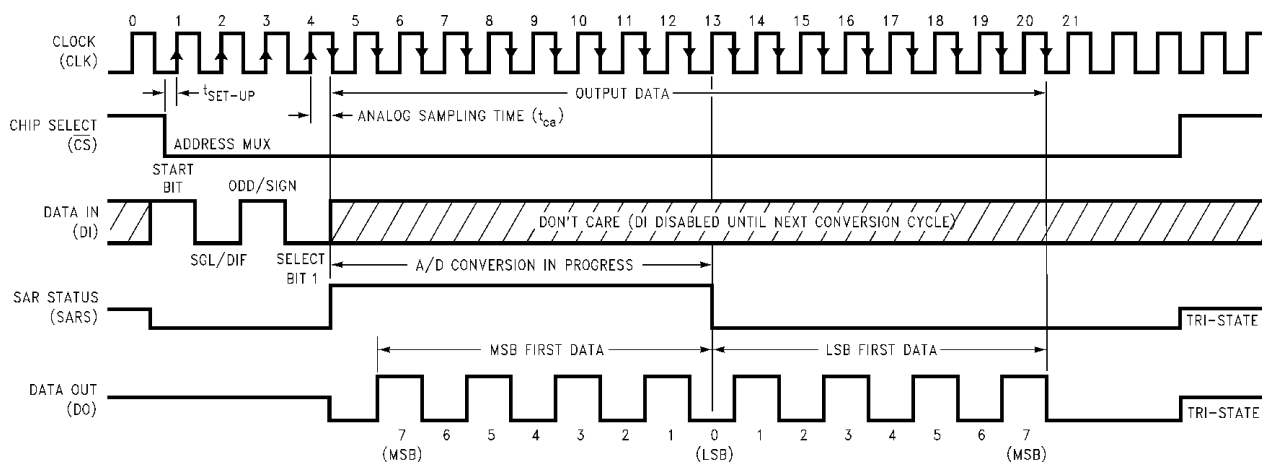 0 1 2 3 4 5 6 7 8 9 10 11 12 13 14 15 16 17 18 19 20 21
CLOCK
(CLK)
tSET-UP
OUTPUT DATA
ANALOG SAMPLING TIME (tca)
CHIP SELECT
(CS)
ADDRESS MUX
START
BIT
ODD/SIGN
DATA IN
(DI)
DON'T CARE (DI DISABLED UNTIL NEXT CONVERSION CYCLE)
SGL/DIF
SELECT
BIT 1
A/D CONVERSION IN PROGRESS
SAR STATUS
(SARS)
TRI-STATE
MSB FIRST DATA
LSB FIRST DATA
DATA OUT
(DO)
TRI-STATE
7 6 5 4 3 2 1 0 1 2 3 4 5 6 7
(MSB) (LSB) (MSB)